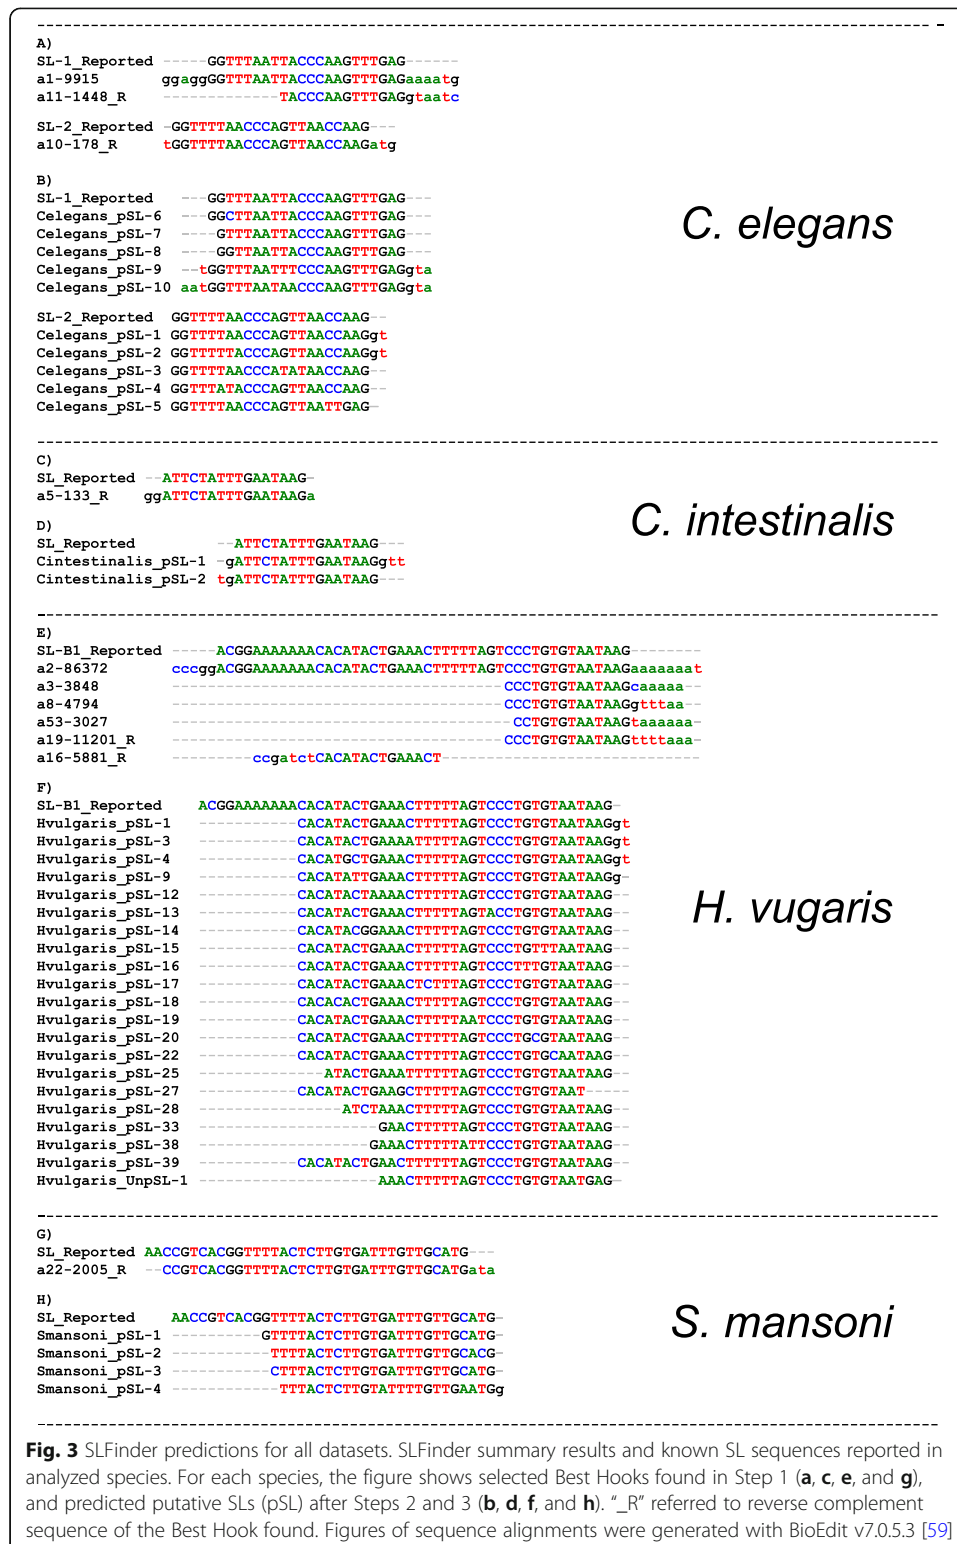 A)
SL-1_Reported -----GGTTTAATTACCCAAGTTTGAG------
a1-9915 ggaggGGTTTAATTACCCAAGTTTGAGaaaatg
a11-1448_R -------------TACCCAAGTTTGAGgtaatc
SL-2_Reported -GGTTTTAACCCAGTTAACCAAG---
a10-178_R tGGTTTTAACCCAGTTAACCAAGatg
B)
SL-1_Reported ---GGTTTAATTACCCAAGTTTGAG---
Celegans_pSL-6 ---GGCTTAATTACCCAAGTTTGAG---
Celegans_pSL-7 ----GTTTAATTACCCAAGTTTGAG---
Celegans_pSL-8 ----GGTTAATTACCCAAGTTTGAG---
Celegans_pSL-9 --tGGTTTAATTTCCCAAGTTTGAGgta
Celegans_pSL-10 aatGGTTTAATAACCCAAGTTTGAGgta
C. elegans
SL-2_Reported GGTTTTAACCCAGTTAACCAAG--
Celegans_pSL-1 GGTTTTAACCCAGTTAACCAAGgt
Celegans_pSL-2 GGTTTTTACCCAGTTAACCAAGgt
Celegans_pSL-3 GGTTTTAACCCATATAACCAAG--
Celegans_pSL-4 GGTTTATACCCAGTTAACCAAG--
Celegans_pSL-5 GGTTTTAACCCAGTTAATTGAG-
C)
SL_Reported --ATTCTATTTGAATAAG-
a5-133_R ggATTCTATTTGAATAAGa
C. intestinalis
D)
SL_Reported --ATTCTATTTGAATAAG---
Cintestinalis_pSL-1 -gATTCTATTTGAATAAGgtt
Cintestinalis_pSL-2 tgATTCTATTTGAATAAG---
E)
SL-B1_Reported -----ACGGAAAAAAACACATACTGAAACTTTTTAGTCCCTGTGTAATAAG--------
a2-86372 cccggACGGAAAAAAACACATACTGAAACTTTTTAGTCCCTGTGTAATAAGaaaaaaat
a3-3848 -------------------------------------CCCTGTGTAATAAGcaaaaa--
a8-4794 -------------------------------------CCCTGTGTAATAAGgtttaa--
a53-3027 --------------------------------------CCTGTGTAATAAGtaaaaaa-
a19-11201_R -------------------------------------CCCTGTGTAATAAGttttaaa-
a16-5881_R ---------ccgatctCACATACTGAAACT-----------------------------
F)
SL-B1_Reported ACGGAAAAAAACACATACTGAAACTTTTTAGTCCCTGTGTAATAAG-
Hvulgaris_pSL-1 -----------CACATACTGAAACTTTTTAGTCCCTGTGTAATAAGgt
Hvulgaris_pSL-3 -----------CACATACTGAAAATTTTTAGTCCCTGTGTAATAAGgt
Hvulgaris_pSL-4 -----------CACATGCTGAAACTTTTTAGTCCCTGTGTAATAAGgt
Hvulgaris_pSL-9 -----------CACATATTGAAACTTTTTAGTCCCTGTGTAATAAGg-
Hvulgaris_pSL-12 -----------CACATACTAAAACTTTTTAGTCCCTGTGTAATAAG--
Hvulgaris_pSL-13 -----------CACATACTGAAACTTTTTAGTACCTGTGTAATAAG--
Hvulgaris_pSL-14 -----------CACATACGGAAACTTTTTAGTCCCTGTGTAATAAG--
Hvulgaris_pSL-15 -----------CACATACTGAAACTTTTTAGTCCCTGTTTAATAAG--
Hvulgaris_pSL-16 -----------CACATACTGAAACTTTTTAGTCCCTTTGTAATAAG--
Hvulgaris_pSL-17 -----------CACATACTGAAACTCTTTAGTCCCTGTGTAATAAG--
Hvulgaris_pSL-18 -----------CACACACTGAAACTTTTTAGTCCCTGTGTAATAAG--
Hvulgaris_pSL-19 -----------CACATACTGAAACTTTTTAATCCCTGTGTAATAAG--
Hvulgaris_pSL-20 -----------CACATACTGAAACTTTTTAGTCCCTGCGTAATAAG--
Hvulgaris_pSL-22 -----------CACATACTGAAACTTTTTAGTCCCTGTGCAATAAG--
Hvulgaris_pSL-25 --------------ATACTGAAATTTTTAGTCCCTGTGTAATAAG--
Hvulgaris_pSL-27 -----------CACATACTGAAGCTTTTTAGTCCCTGTGTAAT-----
Hvulgaris_pSL-28 ----------------ATCTAAACTTTTTAGTCCCTGTGTAATAAG--
Hvulgaris_pSL-33 --------------------GAACTTTTTAGTCCCTGTGTAATAAG--
Hvulgaris_pSL-38 -------------------GAAACTTTTTATTCCCTGTGTAATAAG--
Hvulgaris_pSL-39 -----------CACATACTGAACTTTTTTAGTCCCTGTGTAATAAG--
Hvulgaris_UnpSL-1 --------------------AAACTTTTTAGTCCCTGTGTAATGAG-
H. vugaris
G)
SL_Reported AACCGTCACGGTTTTACTCTTGTGATTTGTTGCATG---
a22-2005_R --CCGTCACGGTTTTACTCTTGTGATTTGTTGCATGata
H)
SL_Reported AACCGTCACGGTTTTACTCTTGTGATTTGTTGCATG-
Smansoni_pSL-1 ----------GTTTTACTCTTGTGATTTGTTGCATG-
Smansoni_pSL-2 -----------TTTTACTCTTGTGATTTGTTGCACG-
Smansoni_pSL-3 -----------CTTTACTCTTGTGATTTGTTGCATG-
Smansoni_pSL-4 ------------TTTACTCTTGTATTTTGTTGAATGg
S. mansoni
Fig. 3 SLFinder predictions for all datasets. SLFinder summary results and known SL sequences reported in
analyzed species. For each species, the figure shows selected Best Hooks found in Step 1 (a, c, e, and g),
and predicted putative SLs (pSL) after Steps 2 and 3 (b, d, f, and h). “_R” referred to reverse complement
sequence of the Best Hook found. Figures of sequence alignments were generated with BioEdit v7.0.5.3 [59]